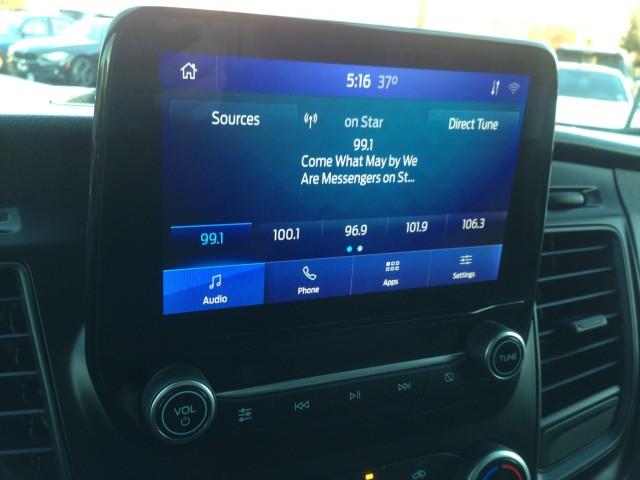 5:16 37°
Sources
on Star
Direct Tune
99.1
Come What May by We
Are Messengers on St...
99.1
100.1
96.9
101.9
106.3
Audio
Phone
Apps
Settings
VOL
TUNE